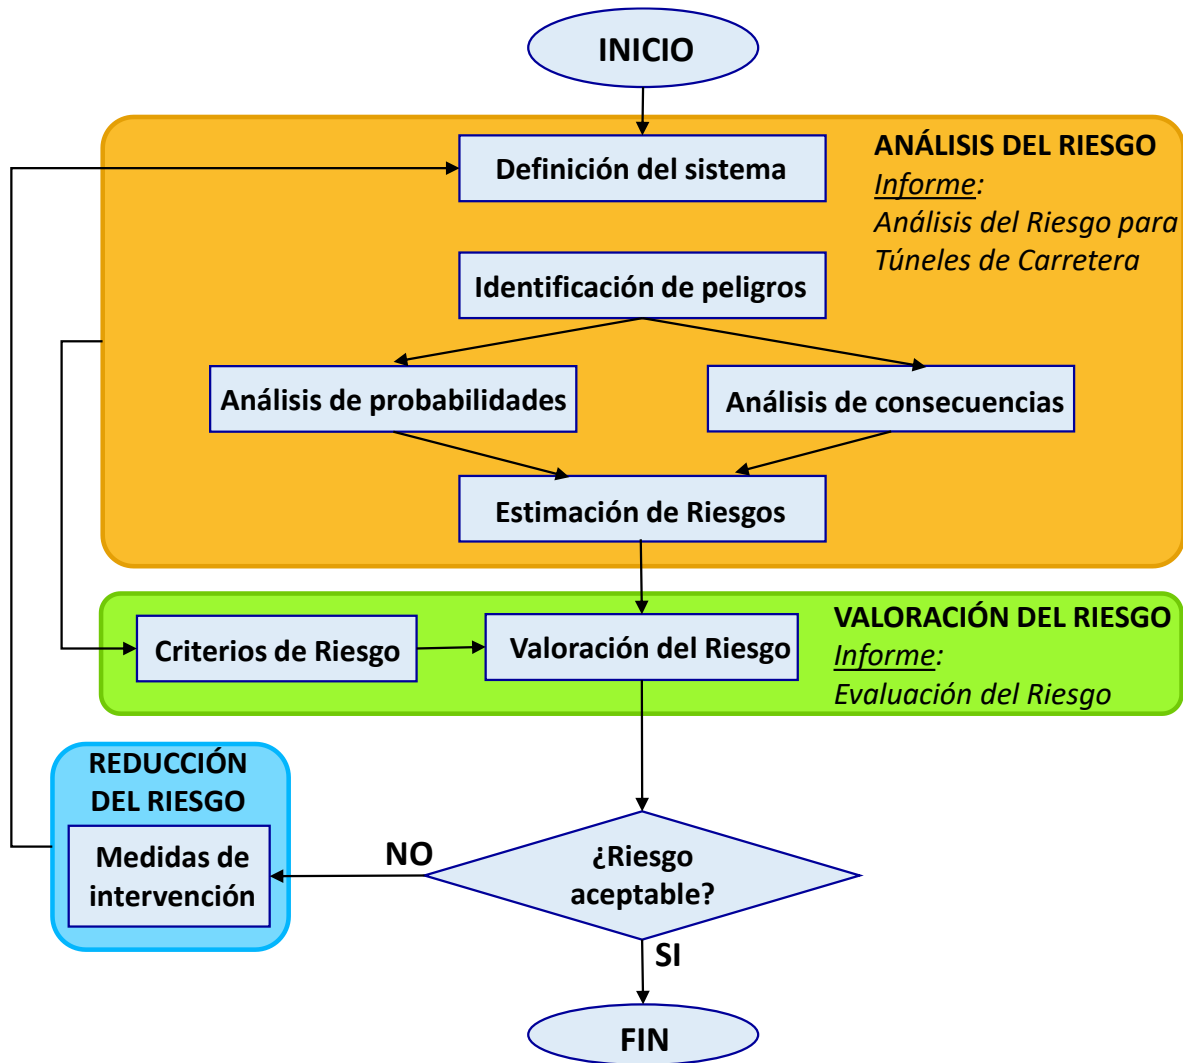 INICIO
ANÁLISIS DEL RIESGO
Informe:
Análisis del Riesgo para
Túneles de Carretera
Definición del sistema
Identificación de peligros
Análisis de probabilidades
Análisis de consecuencias
Estimación de Riesgos
VALORACIÓN DEL RIESGO
Informe:
Evaluación del Riesgo
Criterios de Riesgo
Valoración del Riesgo
REDUCCIÓN
DEL RIESGO
Medidas de
intervención
NO
¿Riesgo
aceptable?
SI
FIN